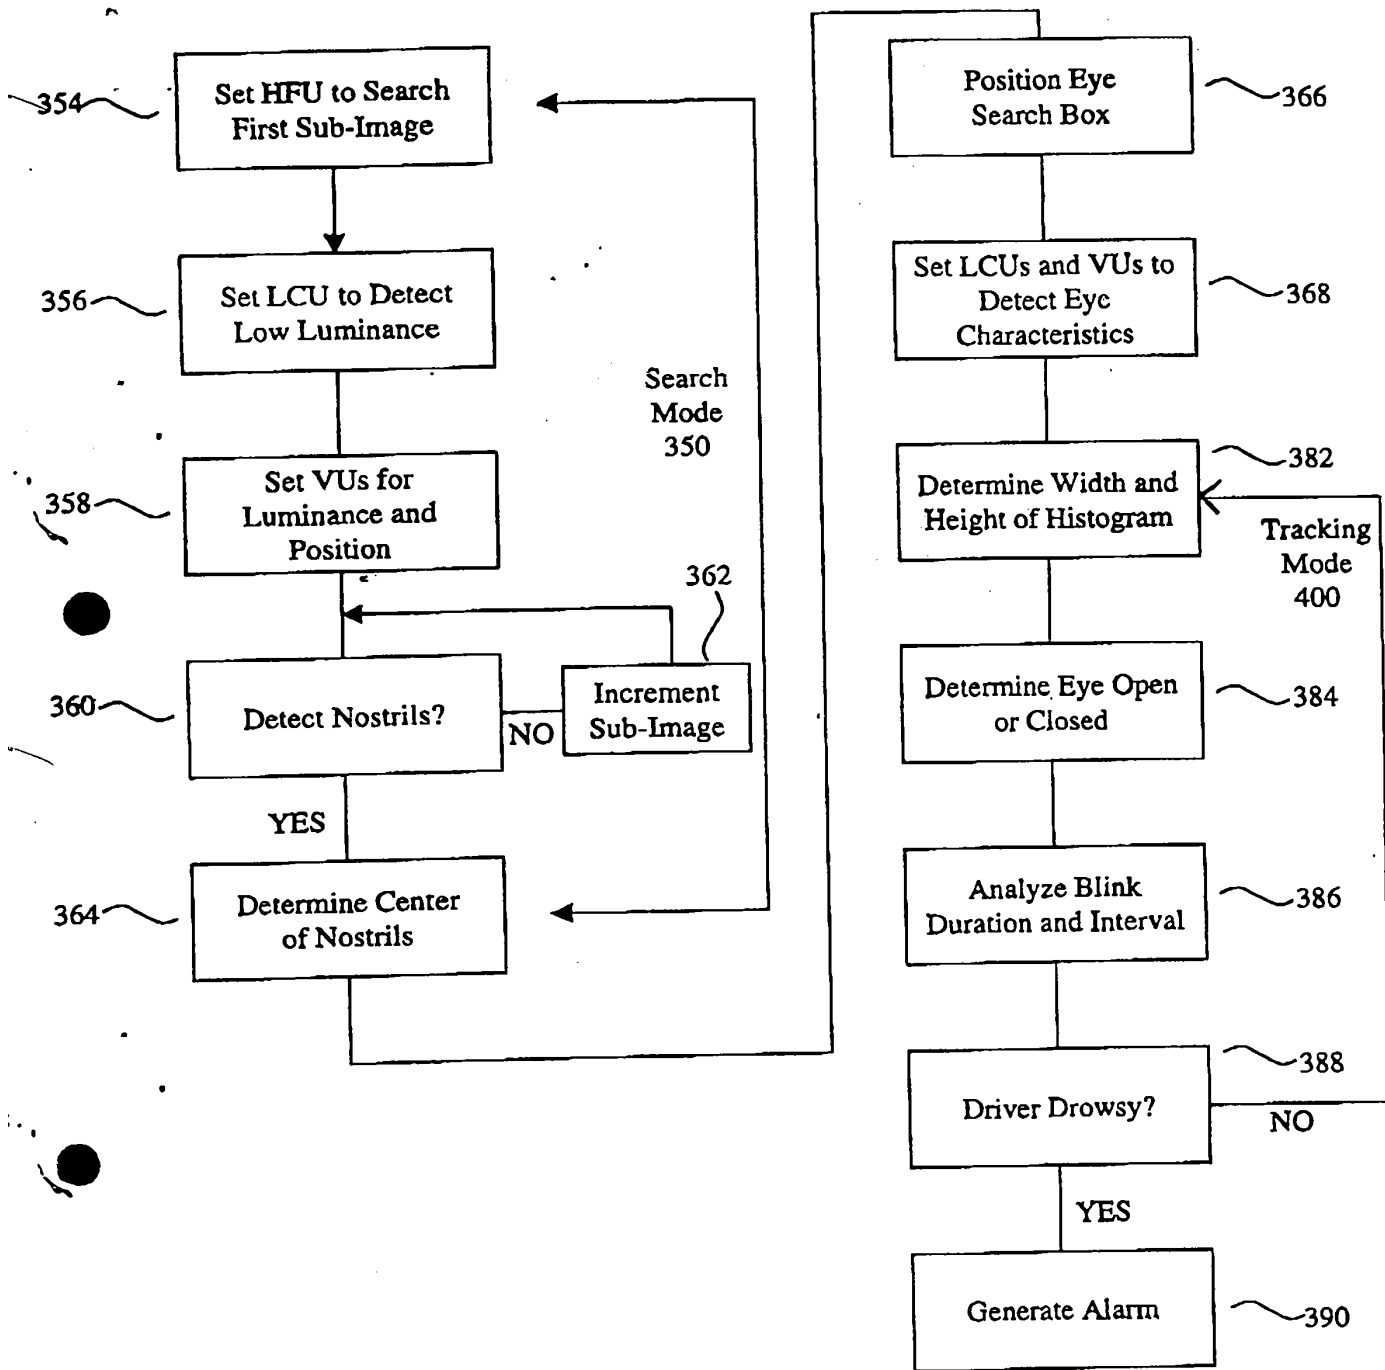 354
Set HFU to Search
First Sub-Image
356
Set LCU to Detect
Low Luminance
Search
Mode
350
358
Set VUs for
Luminance and
Position
362
360
Detect Nostrils?
NO
Increment
Sub-Image
YES
364
Determine Center
of Nostrils
Position Eye
Search Box
366
Set LCUs and VUs to
Detect Eye
Characteristics
368
382
Determine Width and
Height of Histogram
Tracking
Mode
400
Determine Eye Open
or Closed
384
Analyze Blink
Duration and Interval
386
388
Driver Drowsy?
NO
YES
Generate Alarm
390